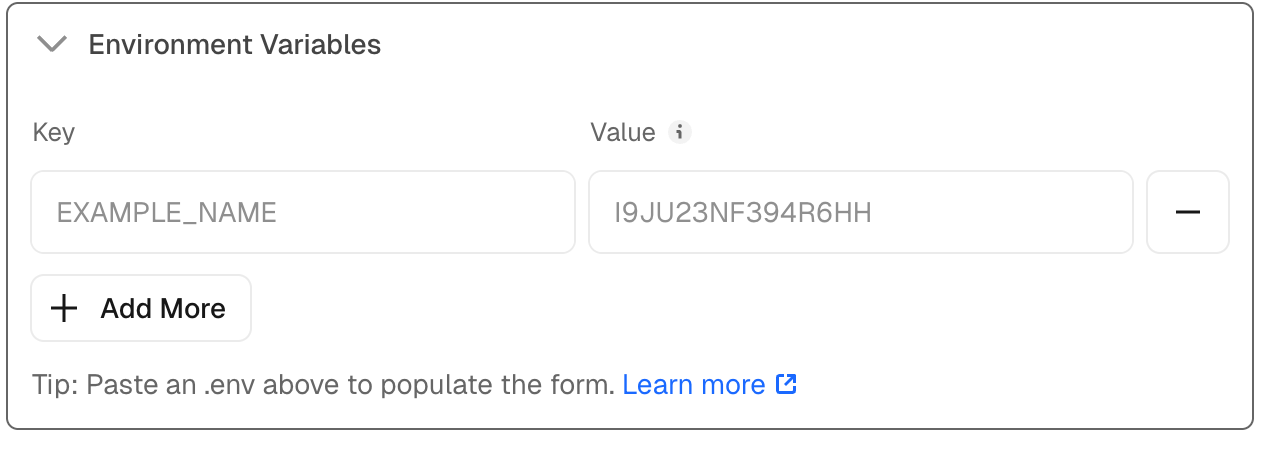 Environment Variables
Key Value
EXAMPLE_NAME I9JU23NF394R6HH
Add More
Tip: Paste an .env above to populate the form. Learn more